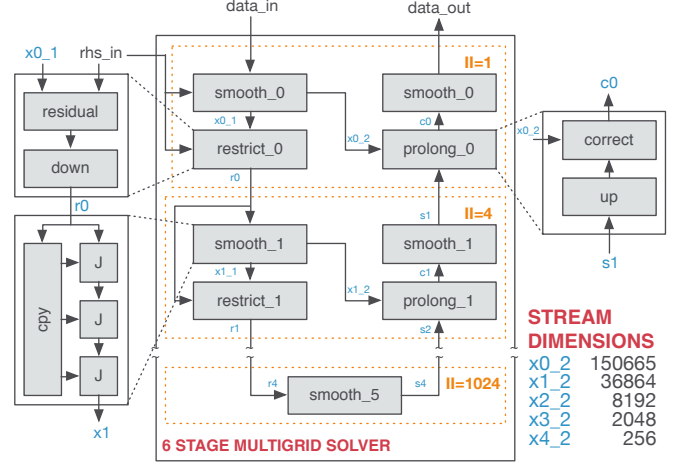 data_in
data_out
x0_1
rhs_in
II=1
smooth_0
smooth_0
residual
x0_1
x0_2
c0
c0
x0_2
correct
restrict_0
prolong_0
down
r0
up
r0
s1
II=4
s1
smooth_1
smooth_1
J
x1_1
x1_2
c1
cpy
restrict_1
prolong_1
J
r1
s2
STREAM
DIMENSIONS
x0_2 150665
x1_2 36864
x2_2 8192
x3_2 2048
x4_2 256
J
r4
s4
II=1024
smooth_5
x1
6 STAGE MULTIGRID SOLVER